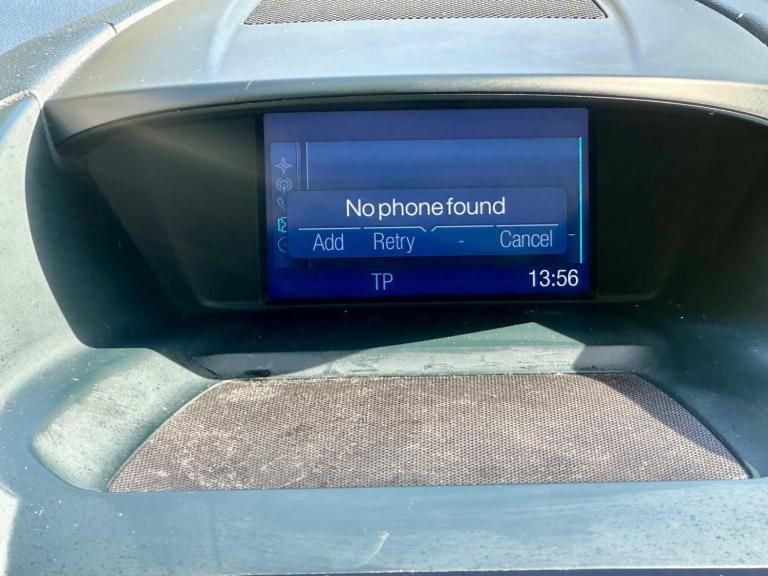 No phone found
Add Retry - Cancel
TP 13:56